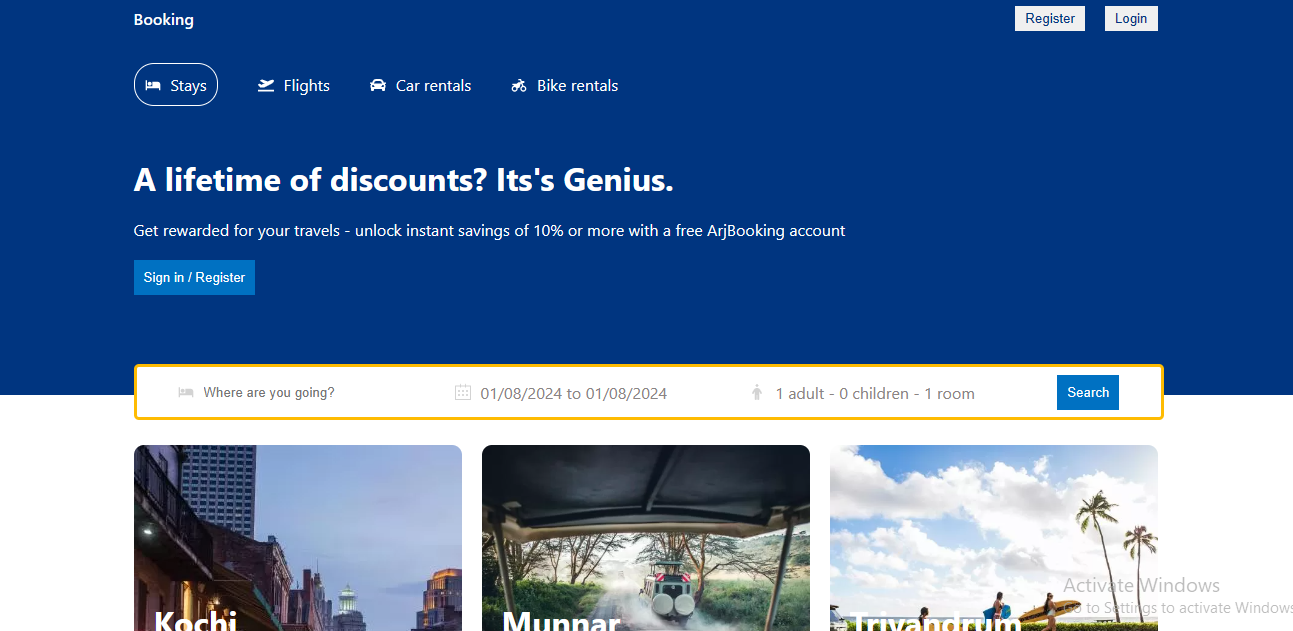 Booking
Register
Login
Stays
Flights
Car rentals
Bike rentals
A lifetime of discounts? Its's Genius.
Get rewarded for your travels - unlock instant savings of 10% or more with a free ArjBooking account
Sign in / Register
Where are you going?
01/08/2024 to 01/08/2024
1 adult - 0 children - 1 room
Search
Kochi
Munnar
Trivandrum
Activate Windows
Go to Settings to activate Windows